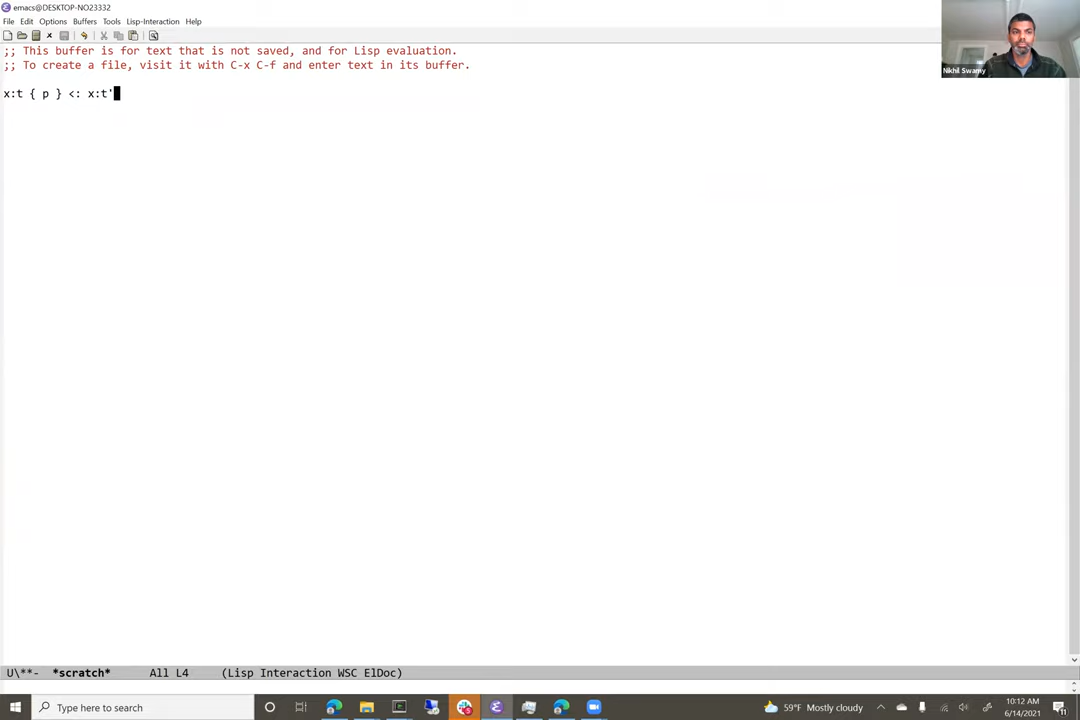 emacs@DESKTOP-NO23332
File Edit Options Buffers Tools Lisp-Interaction Help
;; This buffer is for text that is not saved, and for Lisp evaluation.
;; To create a file, visit it with C-x C-f and enter text in its buffer.
x:t { p } <: x:t'
Nikhil Swamy
U\**- *scratch* All L4 (Lisp Interaction WSC ElDoc)
Type here to search
59°F Mostly cloudy
10:12 AM
6/14/2021
11